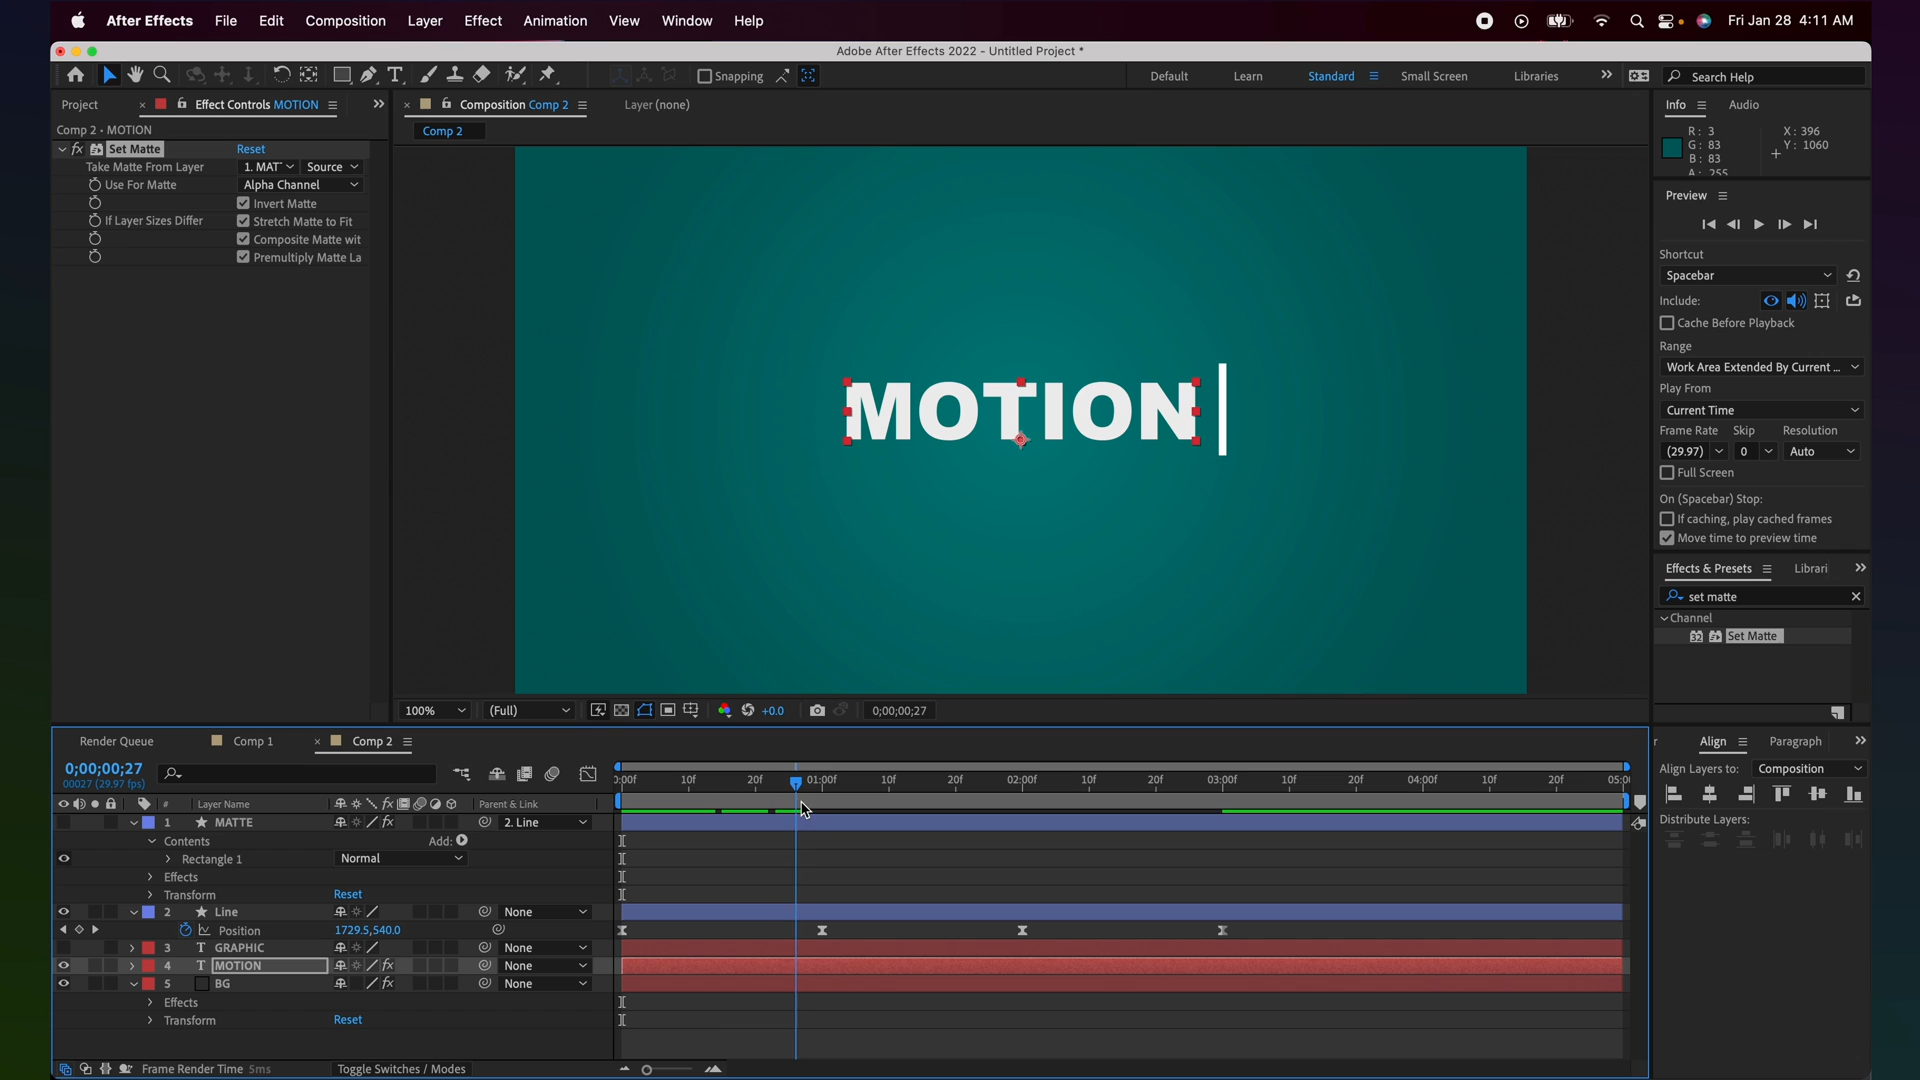 After Effects File Edit Composition Layer Effect Animation View Window Help
Fri Jan 28 4:11 AM
Adobe After Effects 2022 - Untitled Project *
Snapping
Default Learn Standard Small Screen Libraries
Search Help
Project Effect Controls MOTION
Comp 2 • MOTION
fx Set Matte Reset
Take Matte From Layer 1. MAT Source
Use For Matte Alpha Channel
Invert Matte
If Layer Sizes Differ Stretch Matte to Fit
Composite Matte wit
Premultiply Matte La
Composition Comp 2 Layer (none)
Comp 2
MOTION
100% (Full) +0.0 0;00;00;27
Info Audio
R: 3 X: 396
G: 83 Y: 1060
B: 83
A: 255
Preview
Shortcut
Spacebar
Include:
Cache Before Playback
Range
Work Area Extended By Current ...
Play From
Current Time
Frame Rate Skip Resolution
(29.97) 0 Auto
Full Screen
On (Spacebar) Stop:
If caching, play cached frames
Move time to preview time
Effects & Presets Librari
set matte
Channel
32 Set Matte
Align Paragraph
Align Layers to: Composition
Distribute Layers:
Render Queue Comp 1 Comp 2
0;00;00;27
00027 (29.97 fps)
:00f 10f 20f 01:00f 10f 20f 02:00f 10f 20f 03:00f 10f 20f 04:00f 10f 20f 05:0
# Layer Name fx Parent & Link
1 MATTE fx 2. Line
Contents Add:
Rectangle 1 Normal
Effects
Transform Reset
2 Line None
Position 1729.5,540.0
3 T GRAPHIC None
4 T MOTION fx None
5 BG fx None
Effects
Transform Reset
Frame Render Time 5ms Toggle Switches / Modes